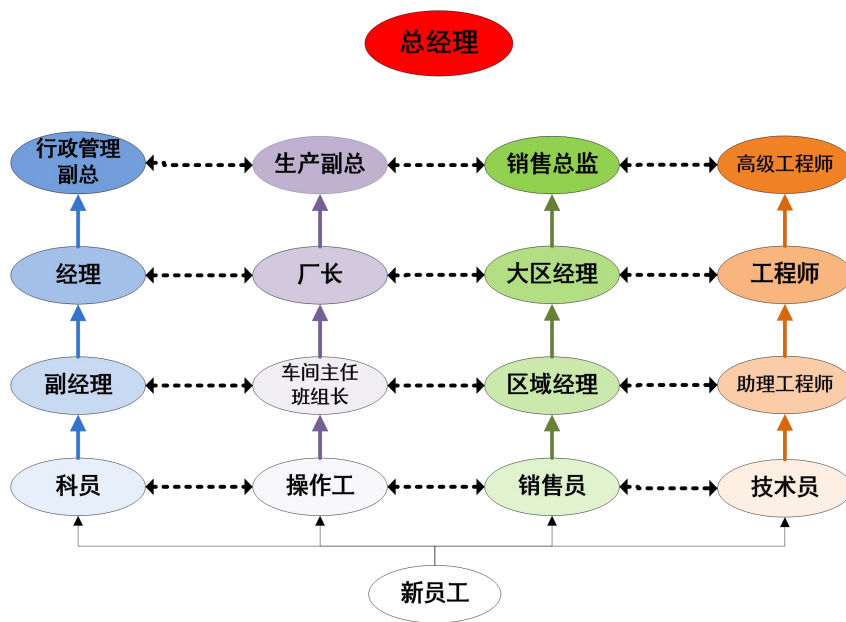 总经理
行政管理
副总
生产副总
销售总监
高级工程师
经理
厂长
大区经理
工程师
副经理
车间主任
班组长
区域经理
助理工程师
科员
操作工
销售员
技术员
新员工